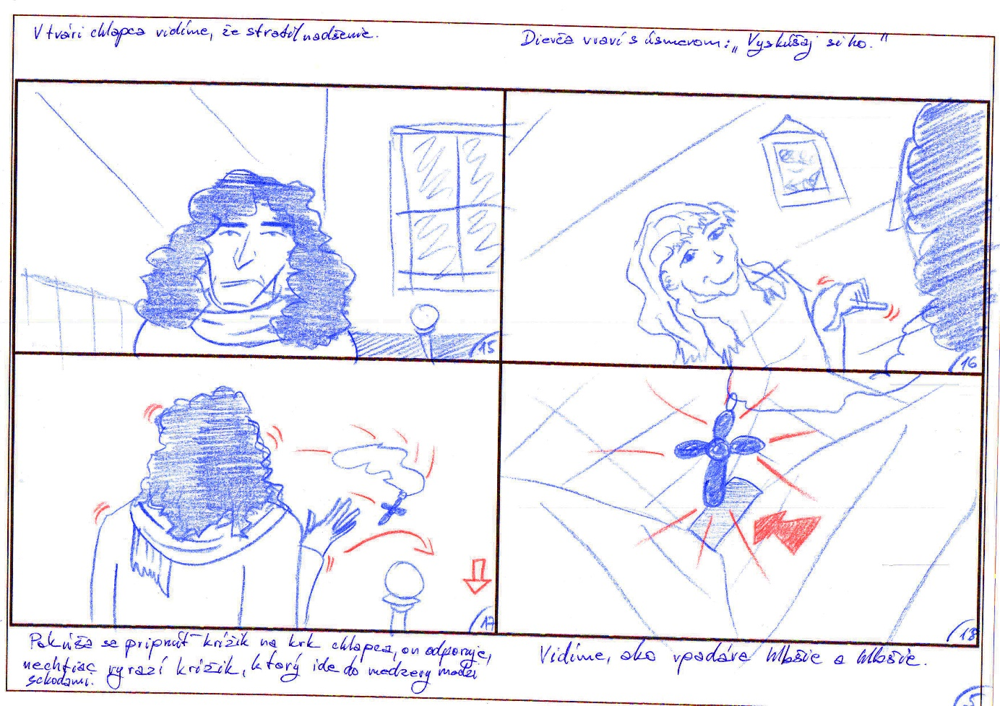 V tvári chlapca vidíme, že stratil nadšenie.
Dievča vraví s úsmevom: „Vyskúšaj si ho."
15
16
17
18
Pokúša se pripnúť krížik na krk chlapca, on odporuje,
nechtiac vyrazí krížik, ktorý ide do medzery medzi
schodami.
Vidíme, ako vpadáva hlbšie a hlbšie.
5